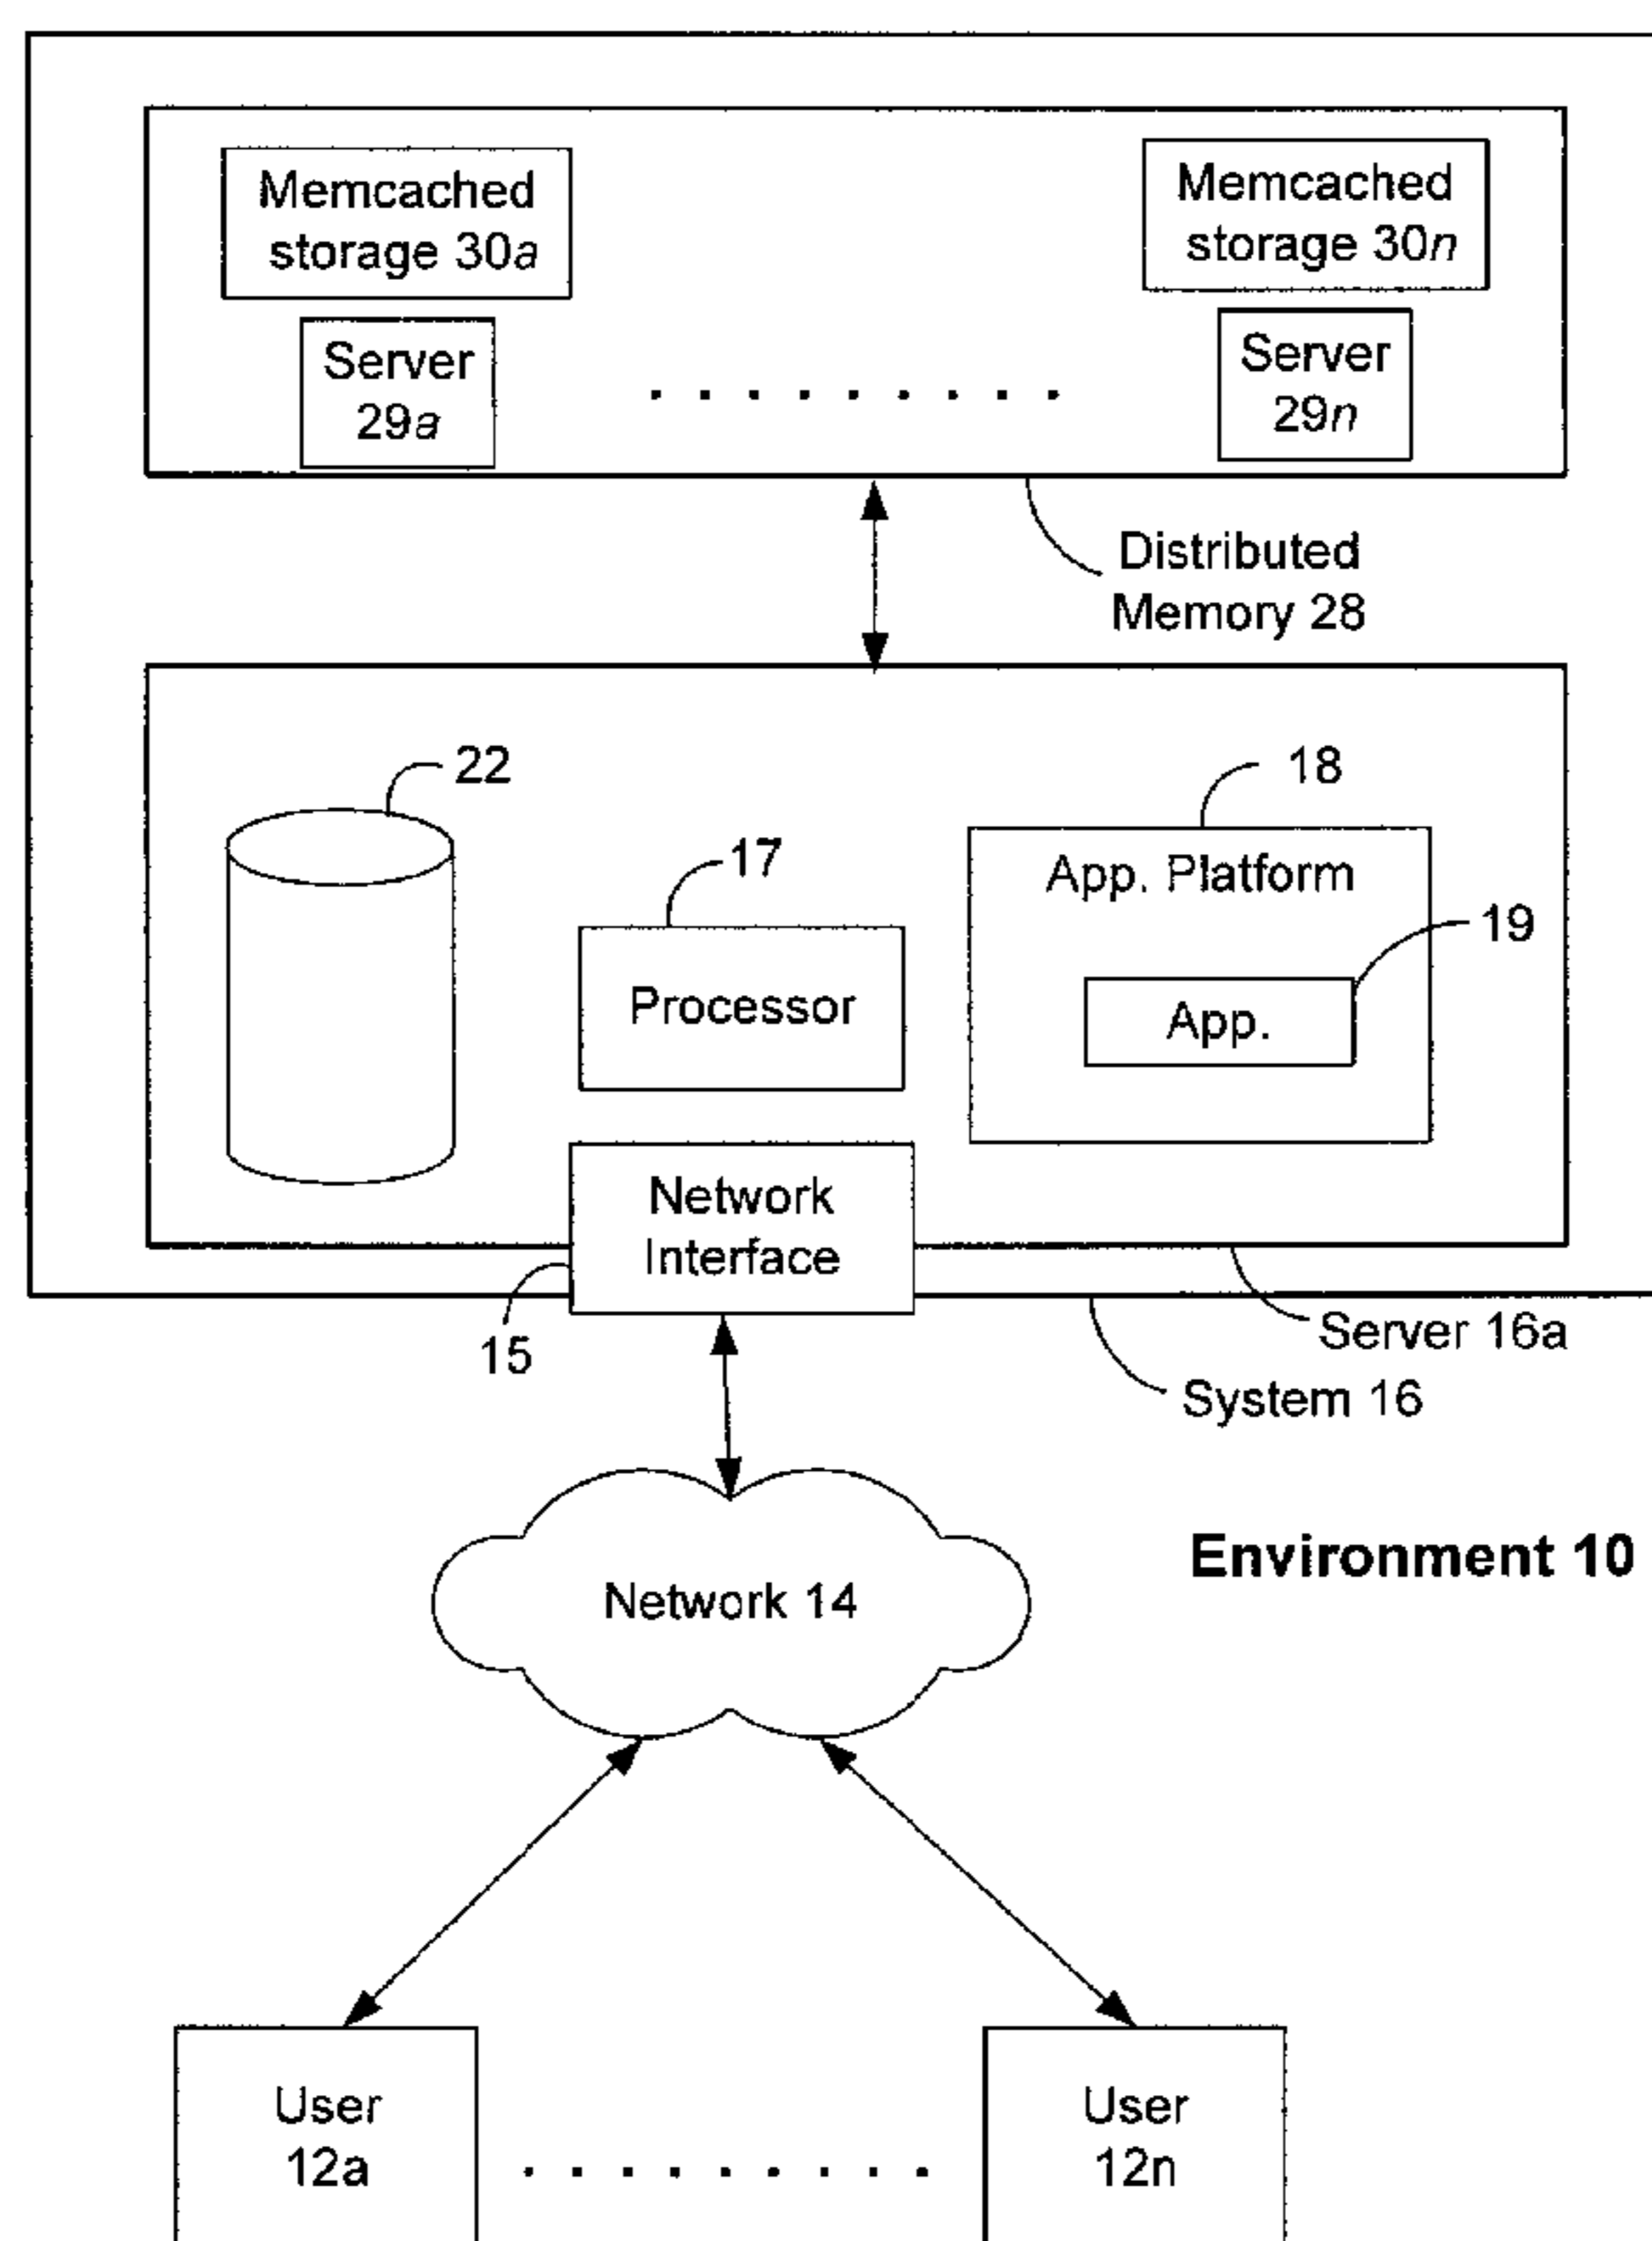 Memcached
storage 30a
Memcached
storage 30n
Server
29a
Server
29n
Distributed
Memory 28
22
18
17
App. Platform
19
Processor
App.
Network
Interface
15
Server 16a
System 16
Environment 10
Network 14
User
12a
User
12n